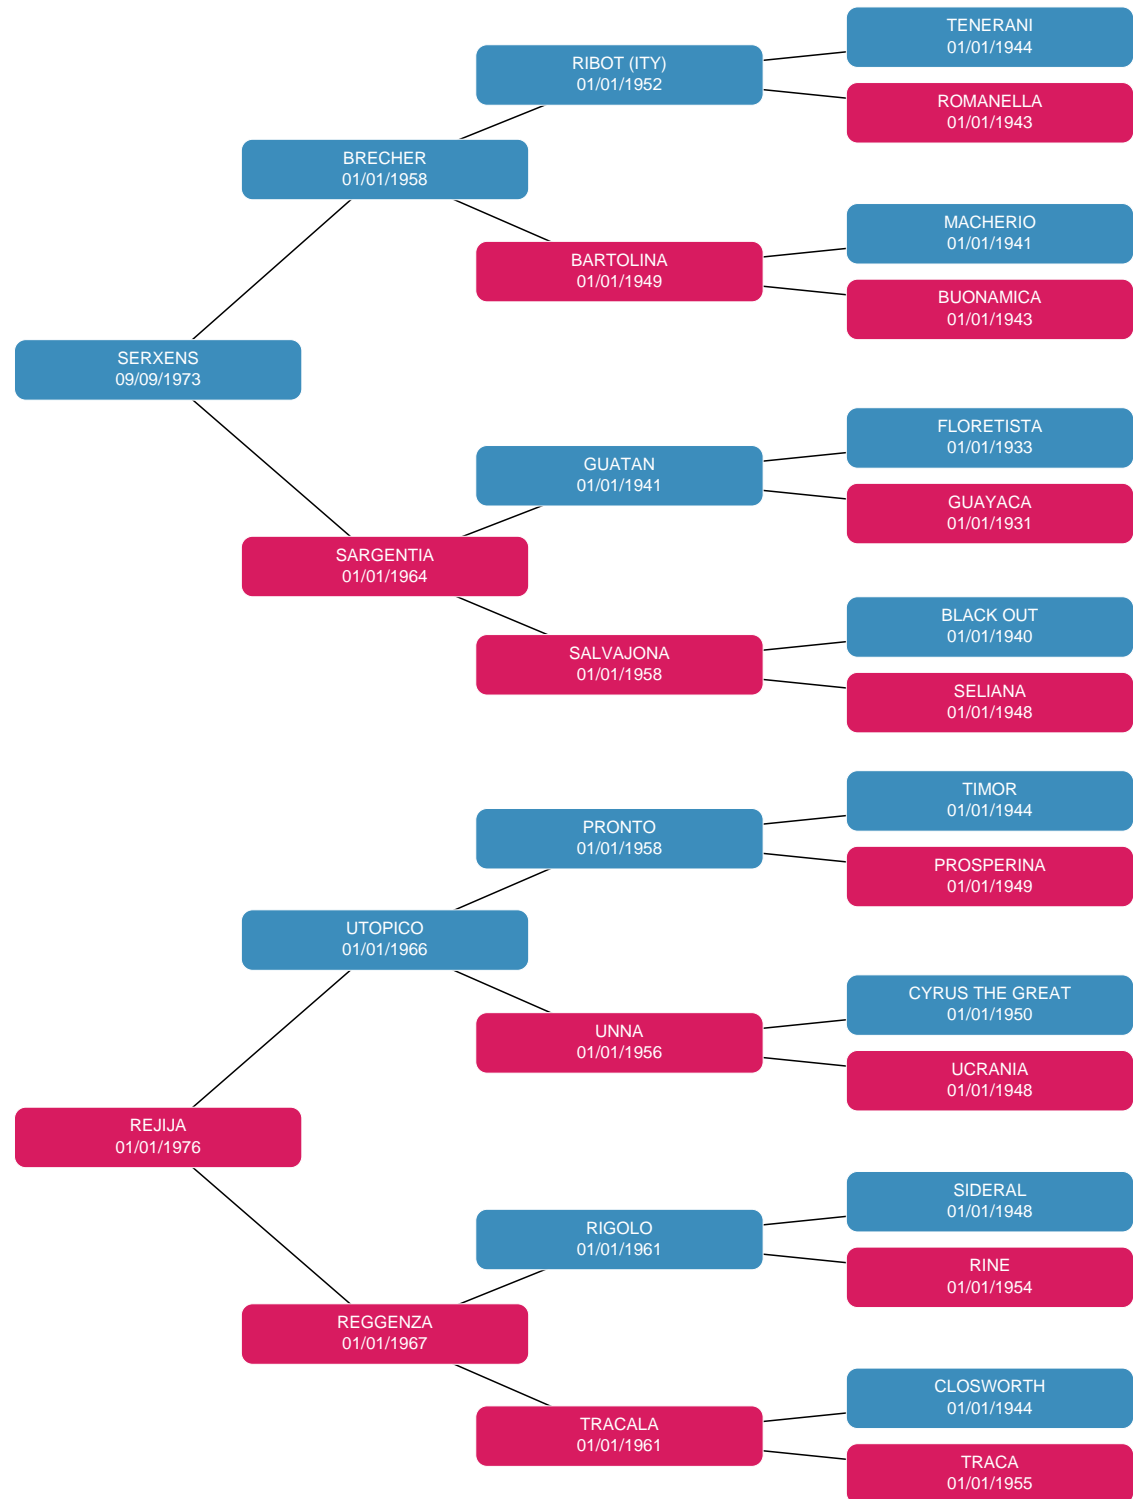 TENERANI
01/01/1944
RIBOT (ITY)
01/01/1952
ROMANELLA
01/01/1943
BRECHER
01/01/1958
MACHERIO
01/01/1941
BARTOLINA
01/01/1949
BUONAMICA
01/01/1943
SERXENS
09/09/1973
FLORETISTA
01/01/1933
GUATAN
01/01/1941
GUAYACA
01/01/1931
SARGENTIA
01/01/1964
BLACK OUT
01/01/1940
SALVAJONA
01/01/1958
SELIANA
01/01/1948
TIMOR
01/01/1944
PRONTO
01/01/1958
PROSPERINA
01/01/1949
UTOPICO
01/01/1966
CYRUS THE GREAT
01/01/1950
UNNA
01/01/1956
UCRANIA
01/01/1948
REJIJA
01/01/1976
SIDERAL
01/01/1948
RIGOLO
01/01/1961
RINE
01/01/1954
REGGENZA
01/01/1967
CLOSWORTH
01/01/1944
TRACALA
01/01/1961
TRACA
01/01/1955